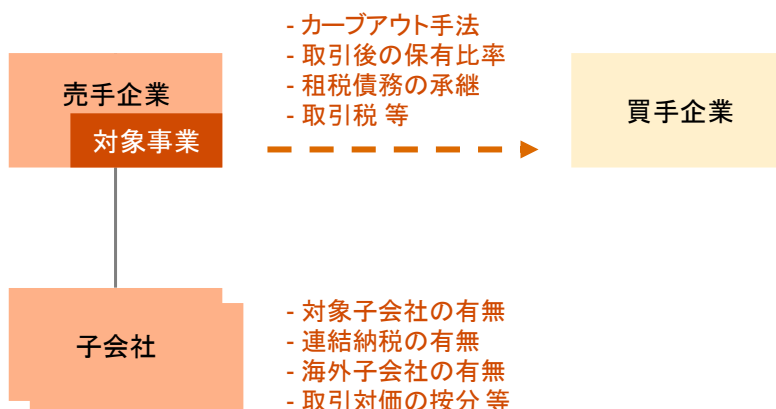 - カーブアウト手法
- 取引後の保有比率
- 租税債務の承継
- 取引税 等
売手企業
対象事業
買手企業
子会社
- 対象子会社の有無
- 連結納税の有無
- 海外子会社の有無
- 取引対価の按分 等